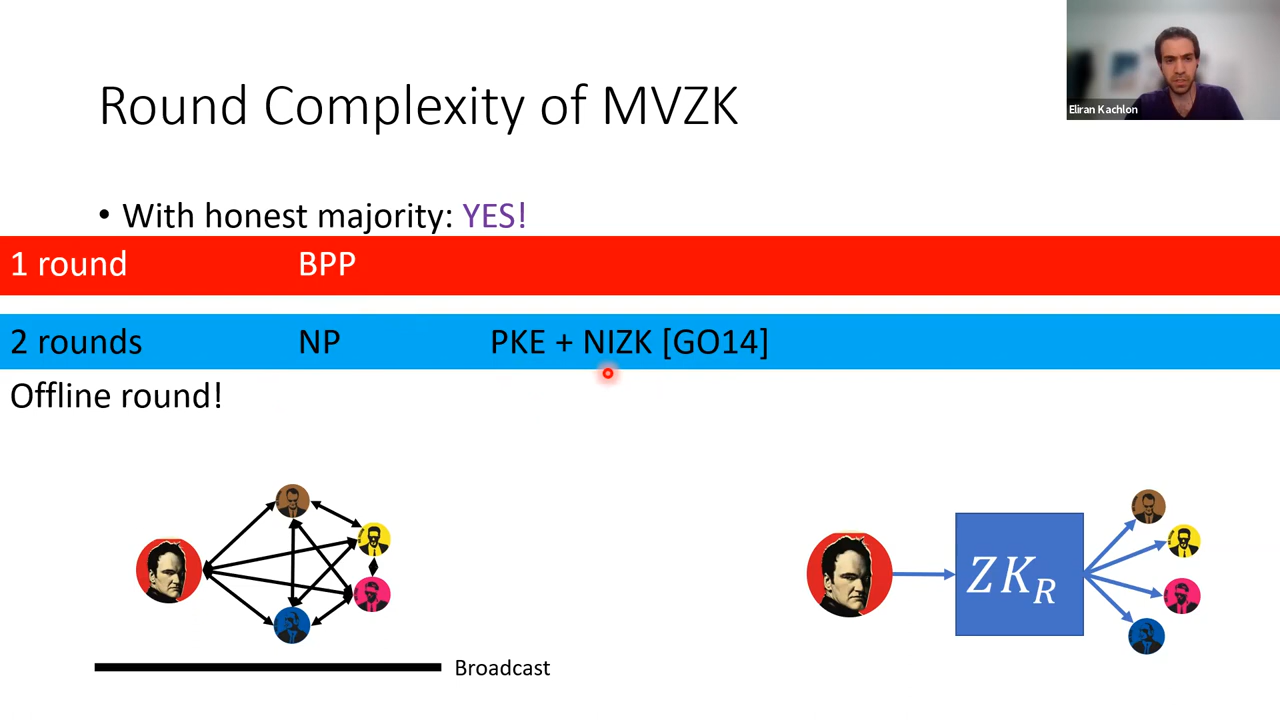 Eliran Kachlon
Round Complexity of MVZK
• With honest majority: YES!
1 round BPP
2 rounds NP PKE + NIZK [GO14]
Offline round!
ZK_R
Broadcast